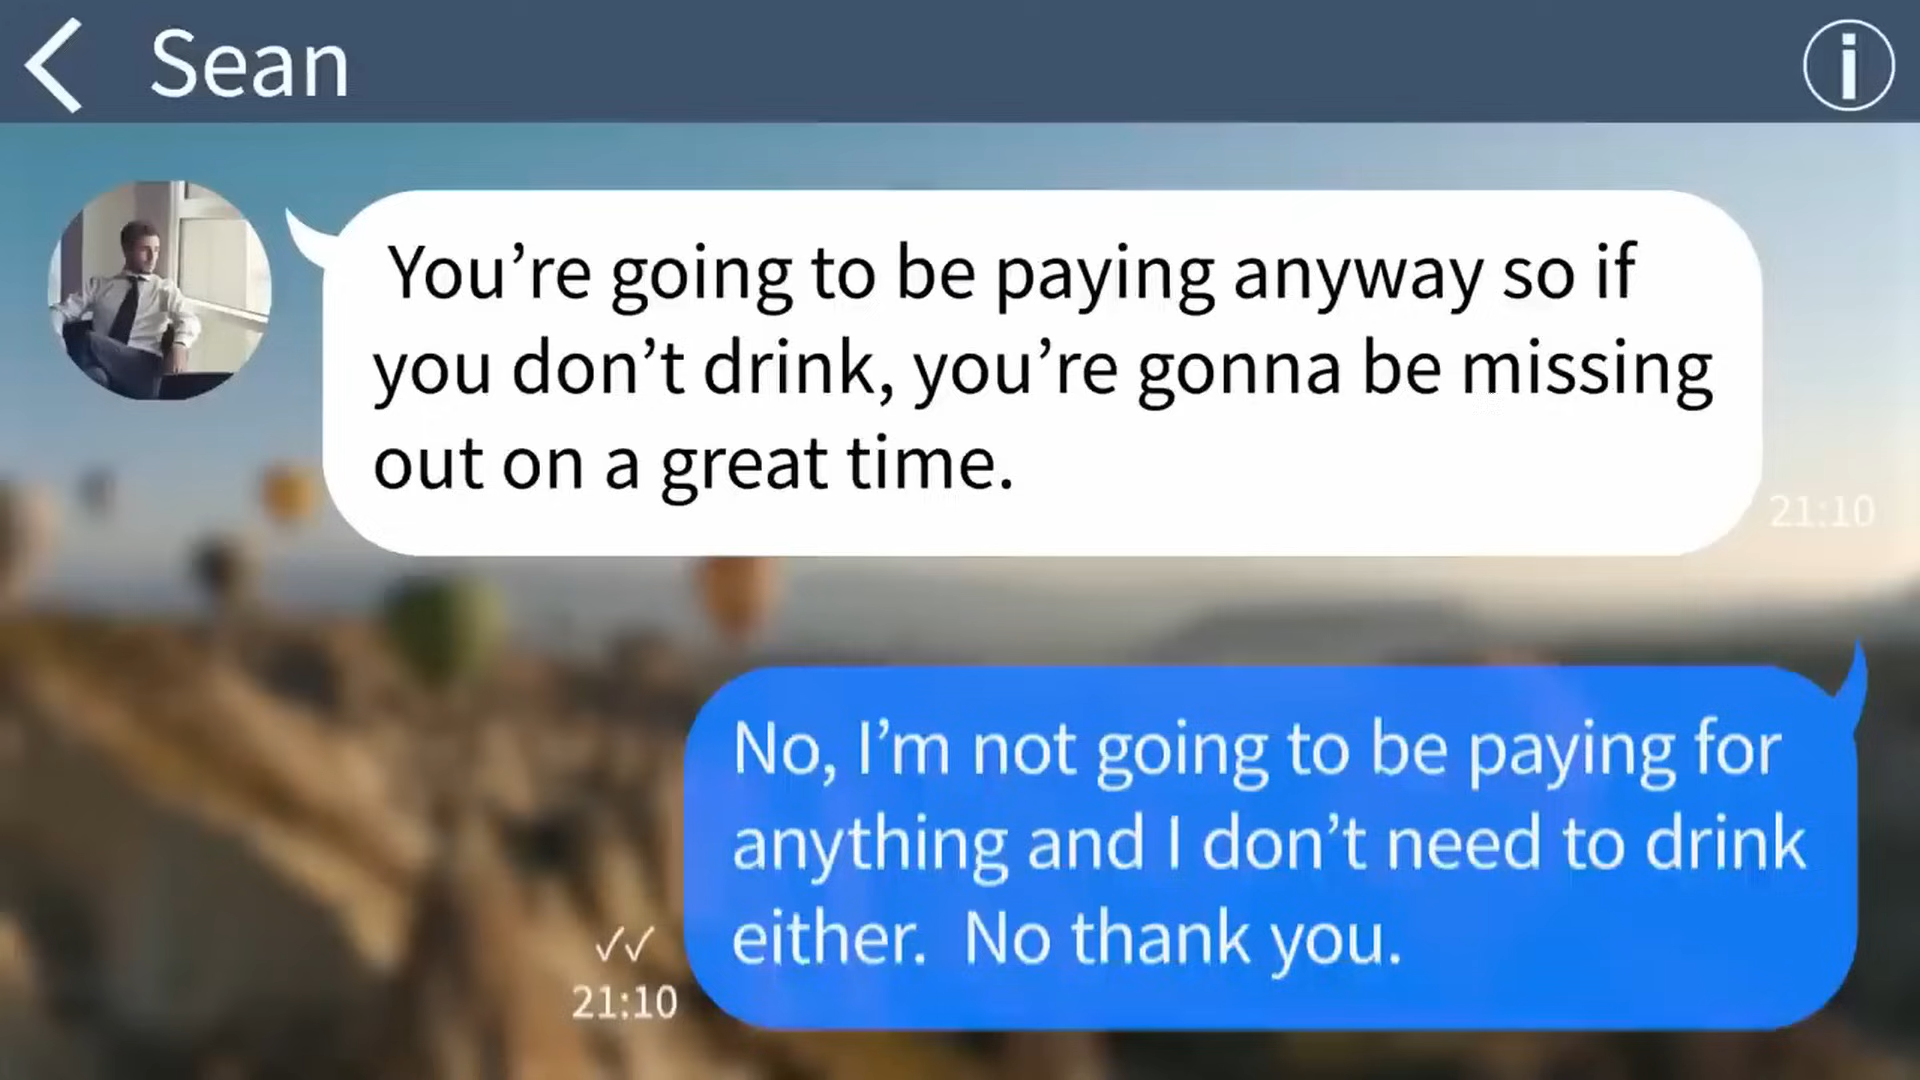 Sean
You’re going to be paying anyway so if
you don’t drink, you’re gonna be missing
out on a great time.
21:10
No, I’m not going to be paying for
anything and I don’t need to drink
either.  No thank you.
21:10